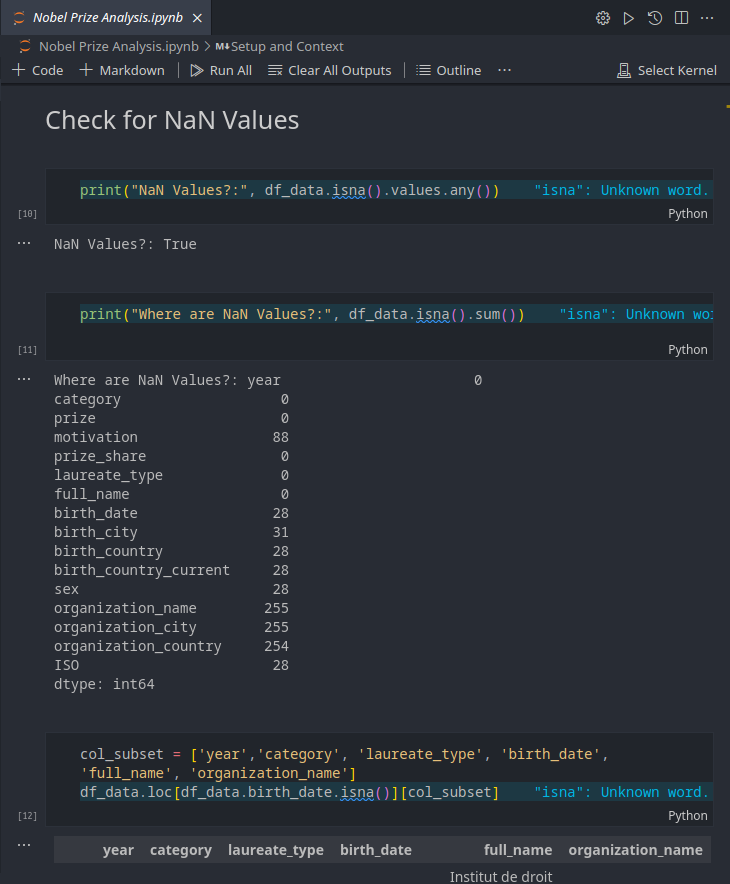 Nobel Prize Analysis.ipynb
Nobel Prize Analysis.ipynb > M↓Setup and Context
+ Code + Markdown | Run All Clear All Outputs | Outline ··· Select Kernel
Check for NaN Values
print("NaN Values?:", df_data.isna().values.any()) "isna": Unknown word.
[10] Python
··· NaN Values?: True
print("Where are NaN Values?:", df_data.isna().sum()) "isna": Unknown wo
[11] Python
··· Where are NaN Values?: year 0
category 0
prize 0
motivation 88
prize_share 0
laureate_type 0
full_name 0
birth_date 28
birth_city 31
birth_country 28
birth_country_current 28
sex 28
organization_name 255
organization_city 255
organization_country 254
ISO 28
dtype: int64
col_subset = ['year','category', 'laureate_type', 'birth_date',
'full_name', 'organization_name']
df_data.loc[df_data.birth_date.isna()][col_subset] "isna": Unknown word.
[12] Python
··· year category laureate_type birth_date full_name organization_name
Institut de droit